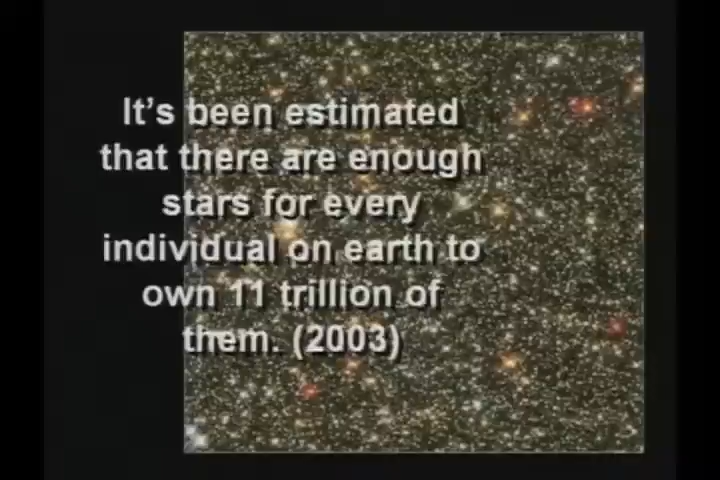 It's been estimated
that there are enough
stars for every
individual on earth to
own 11 trillion of
them. (2003)